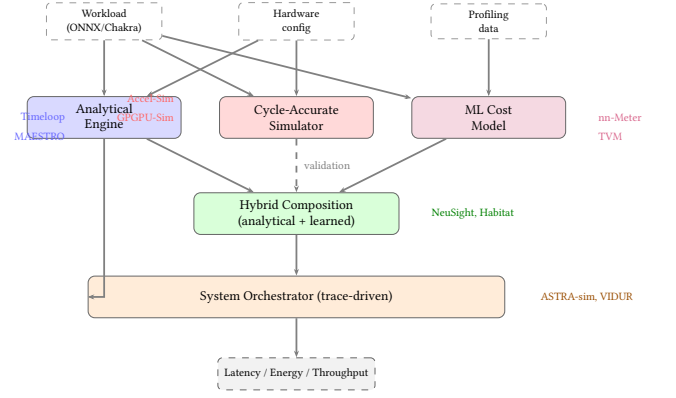 Workload
(ONNX/Chakra)
Hardware
config
Profiling
data
Timeloop
MAESTRO
Analytical
Engine
Accel-Sim
GPGPU-Sim
Cycle-Accurate
Simulator
ML Cost
Model
nn-Meter
TVM
validation
Hybrid Composition
(analytical + learned)
NeuSight, Habitat
System Orchestrator (trace-driven)
ASTRA-sim, VIDUR
Latency / Energy / Throughput